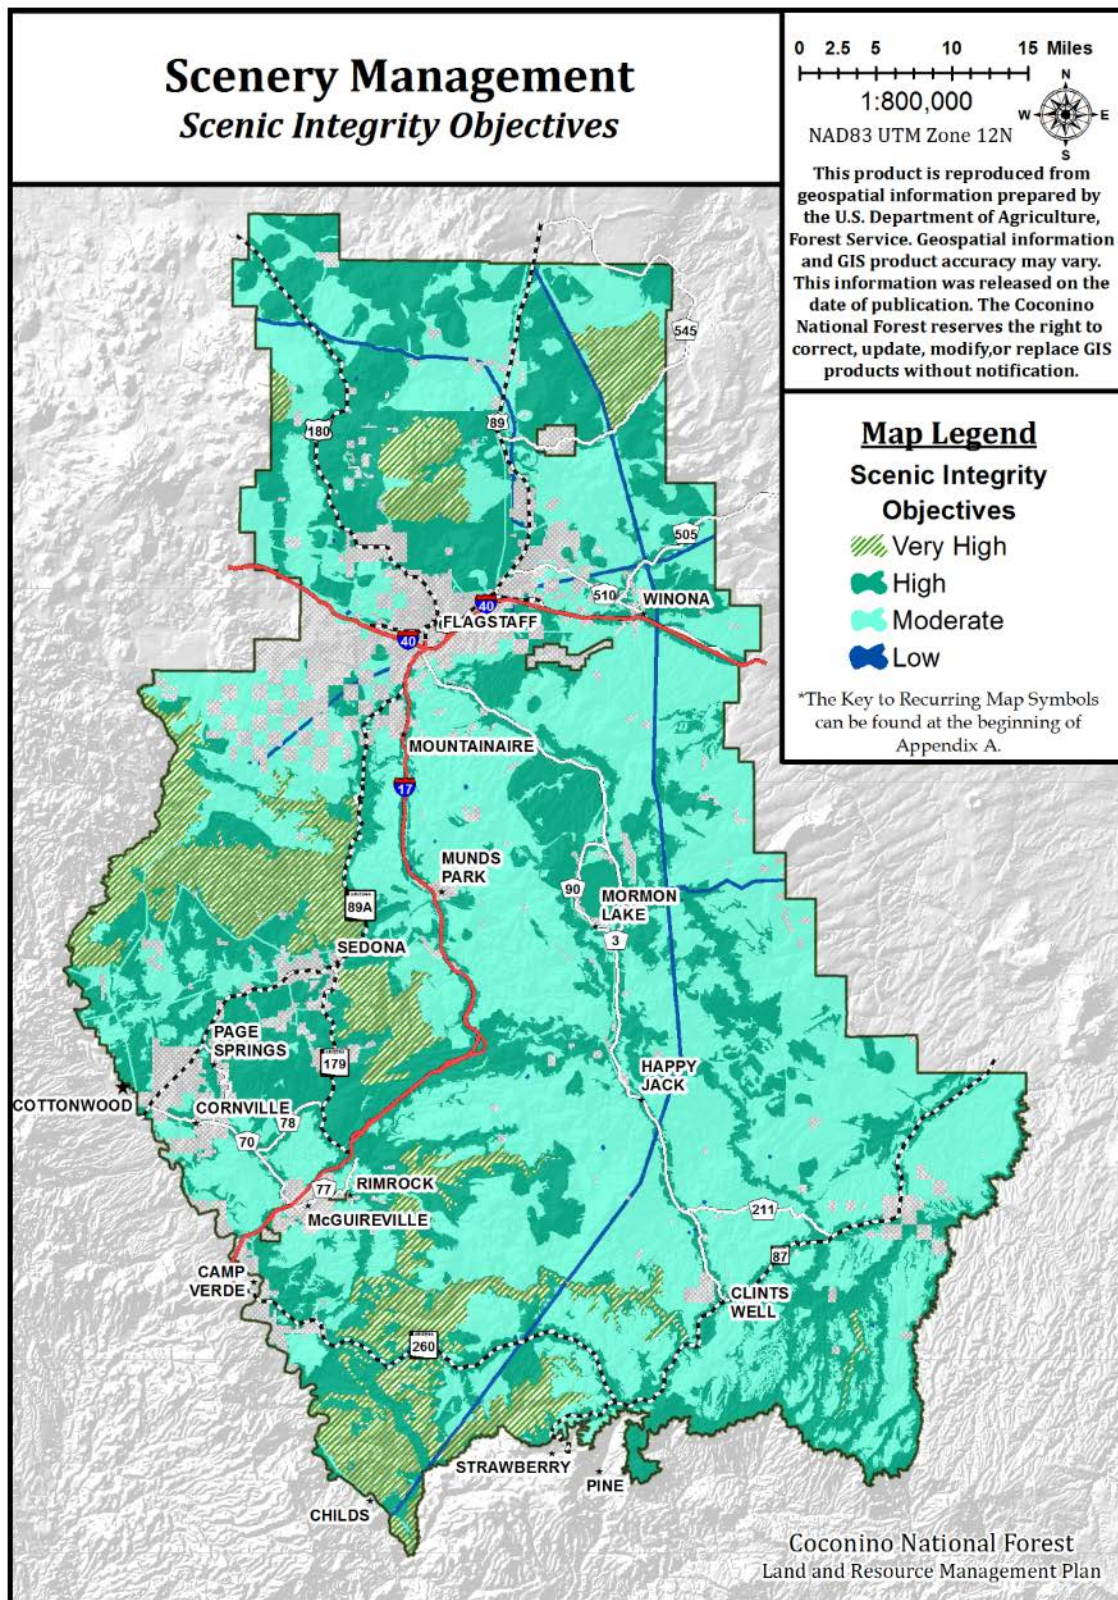 Scenery Management
Scenic Integrity Objectives
0 2.5 5 10 15 Miles
1:800,000
NAD83 UTM Zone 12N
N
W
E
S
This product is reproduced from
geospatial information prepared by
the U.S. Department of Agriculture,
Forest Service. Geospatial information
and GIS product accuracy may vary.
This information was released on the
date of publication. The Coconino
National Forest reserves the right to
correct, update, modify,or replace GIS
products without notification.
Map Legend
Scenic Integrity
Objectives
Very High
High
Moderate
Low
*The Key to Recurring Map Symbols
can be found at the beginning of
Appendix A.
545
180
89
505
510
WINONA
40
FLAGSTAFF
40
MOUNTAINAIRE
17
MUNDS
PARK
90
MORMON
LAKE
89A
3
SEDONA
PAGE
SPRINGS
179
HAPPY
JACK
COTTONWOOD
CORNVILLE
78
70
RIMROCK
77
McGUIREVILLE
211
87
CAMP
VERDE
CLINTS
WELL
260
STRAWBERRY
PINE
CHILDS
Coconino National Forest
Land and Resource Management Plan